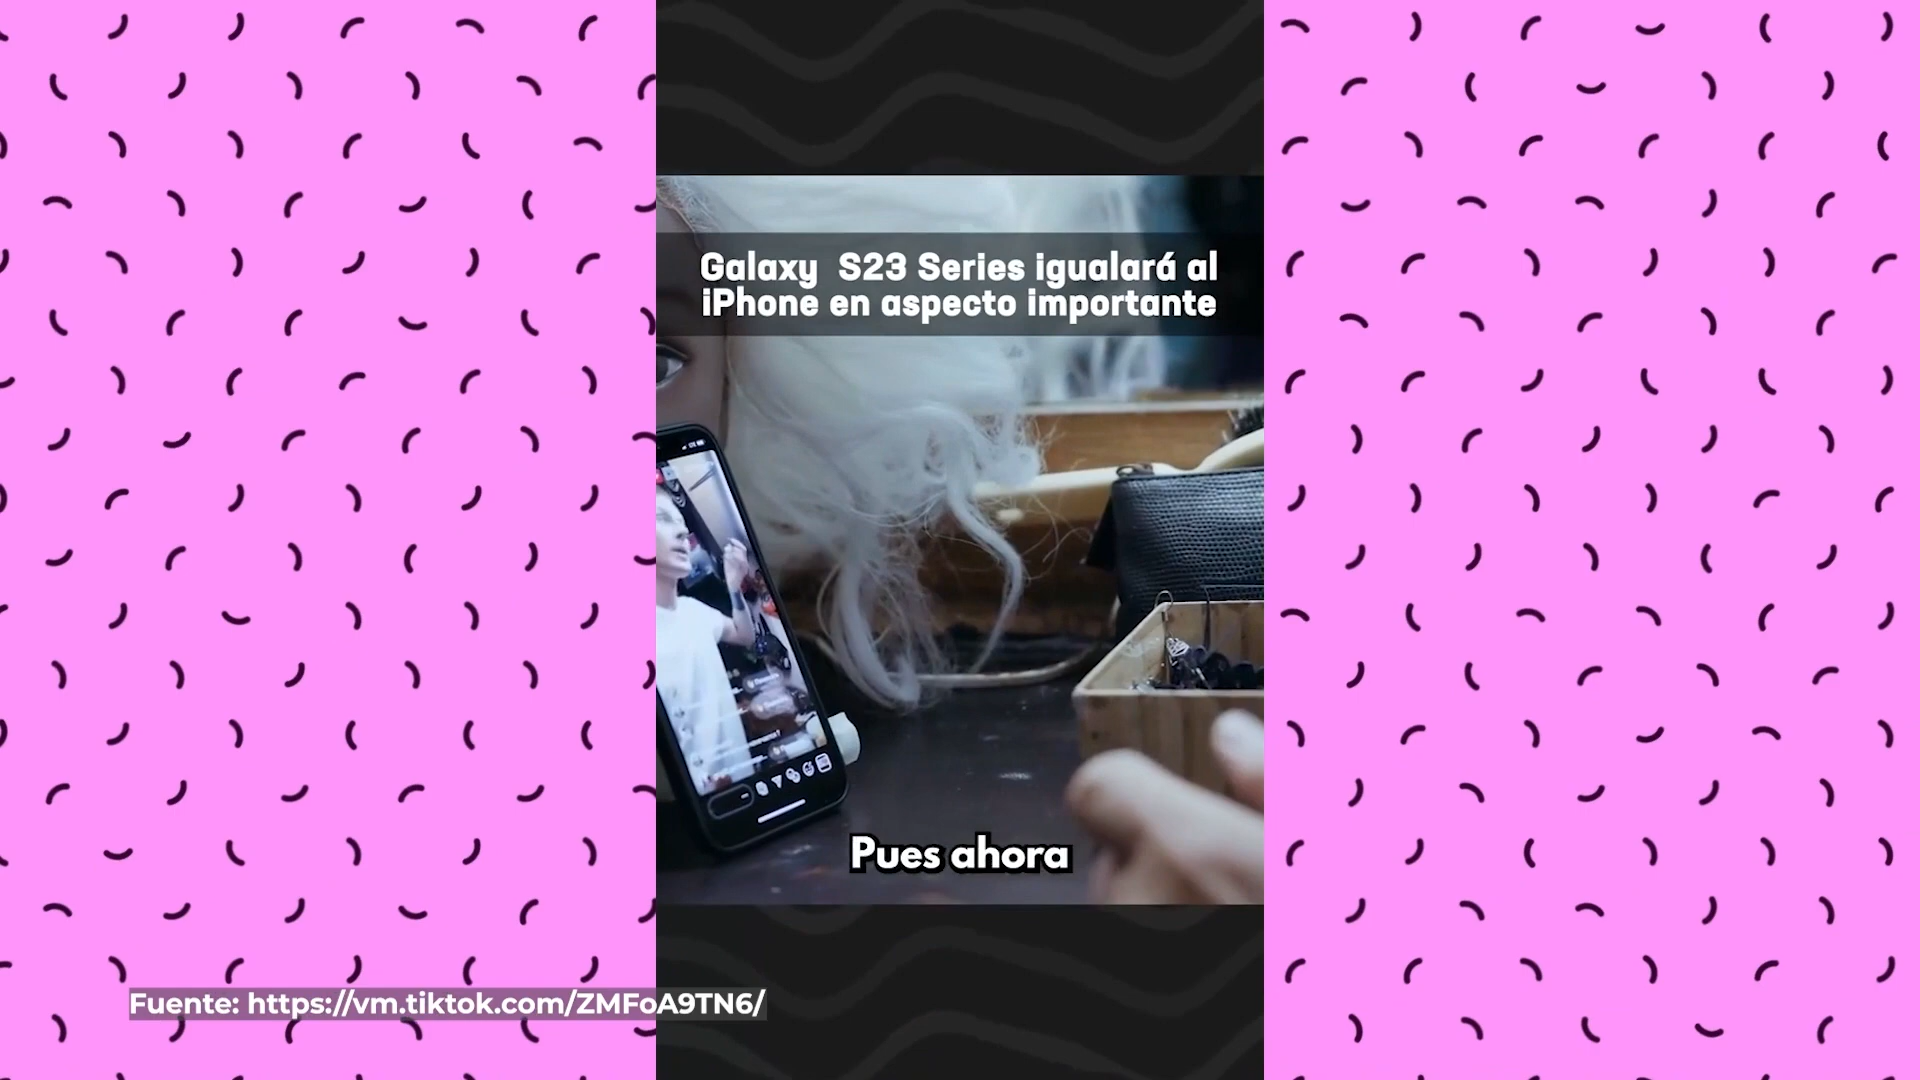 Galaxy S23 Series igualará al
iPhone en aspecto importante
Pues ahora
Fuente: https://vm.tiktok.com/ZMFoA9TN6/